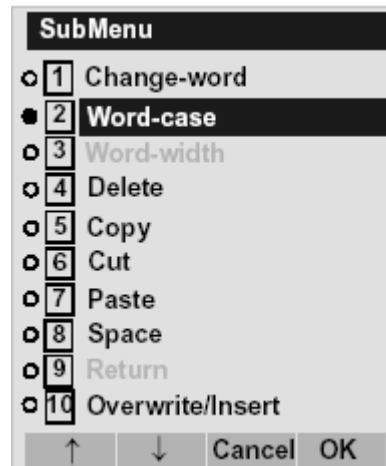 SubMenu
1 Change-word
2 Word-case
3 Word-width
4 Delete
5 Copy
6 Cut
7 Paste
8 Space
9 Return
10 Overwrite/Insert
↑ ↓ Cancel OK